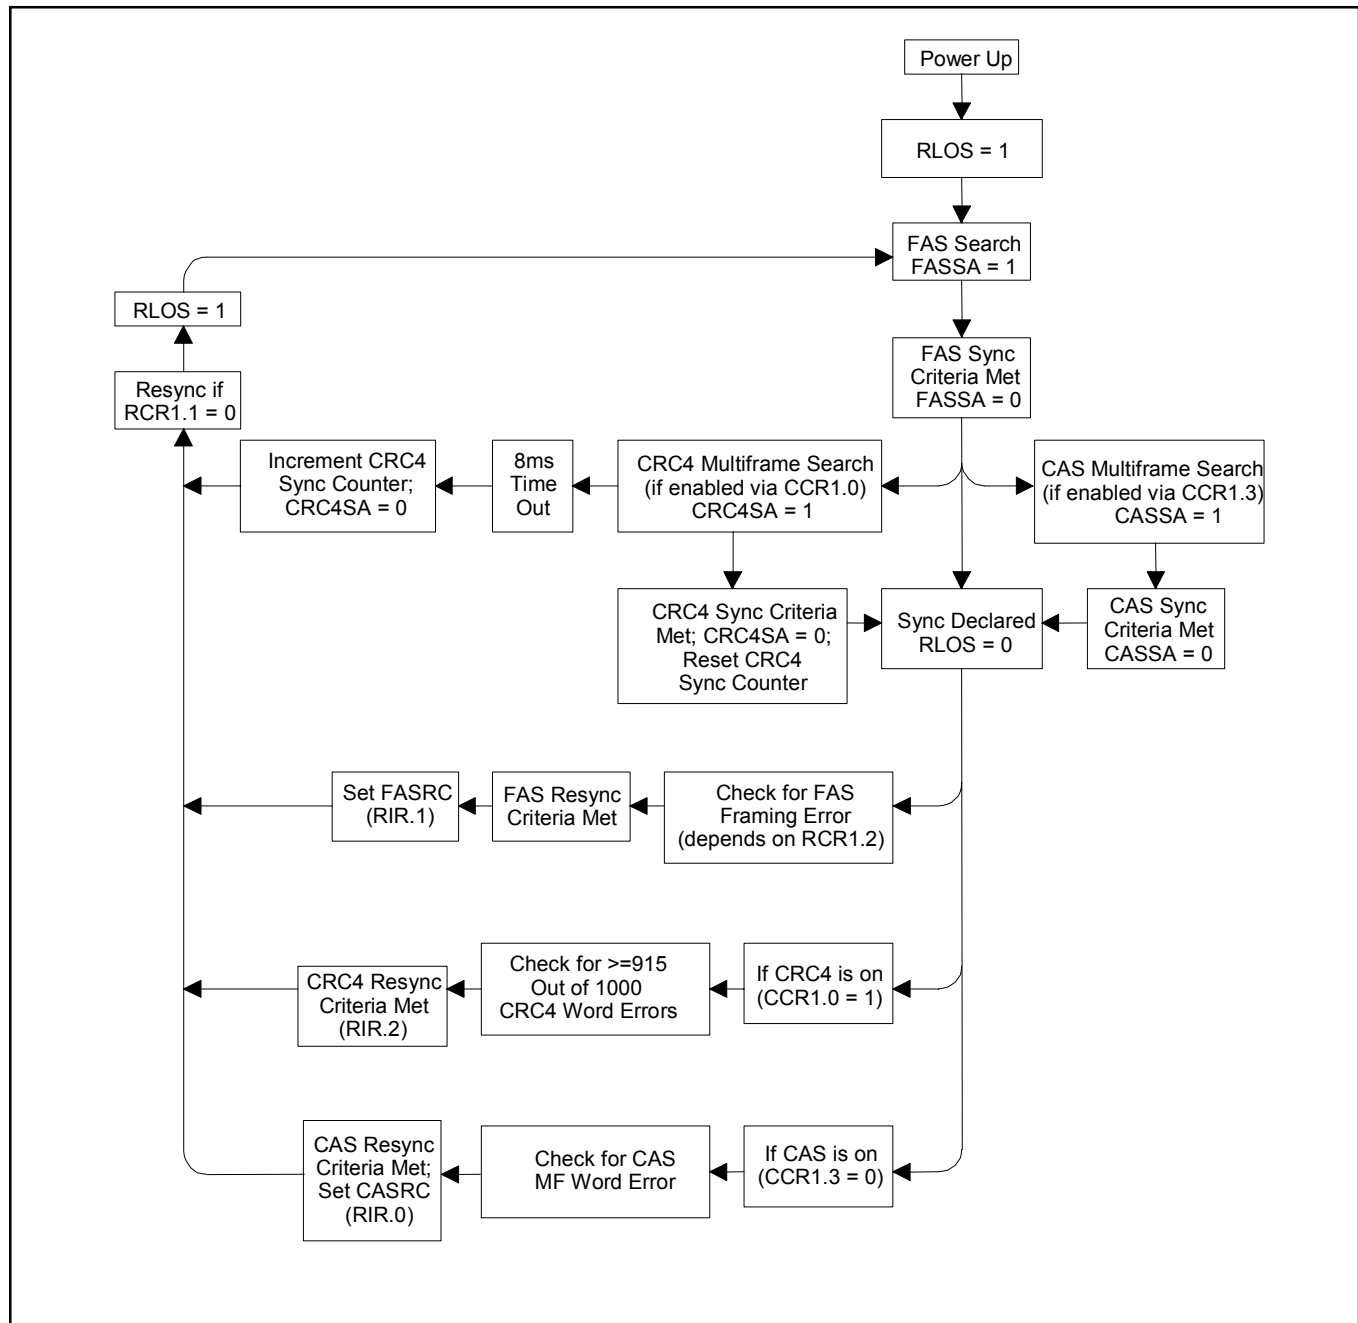 Power Up
RLOS = 1
FAS Search
FASSA = 1
RLOS = 1
FAS Sync
Criteria Met
FASSA = 0
Resync if
RCR1.1 = 0
Increment CRC4
Sync Counter;
CRC4SA = 0
8ms
Time
Out
CRC4 Multiframe Search
(if enabled via CCR1.0)
CRC4SA = 1
CAS Multiframe Search
(if enabled via CCR1.3)
CASSA = 1
CRC4 Sync Criteria
Met; CRC4SA = 0;
Reset CRC4
Sync Counter
Sync Declared
RLOS = 0
CAS Sync
Criteria Met
CASSA = 0
Set FASRC
(RIR.1)
FAS Resync
Criteria Met
Check for FAS
Framing Error
(depends on RCR1.2)
CRC4 Resync
Criteria Met
(RIR.2)
Check for >=915
Out of 1000
CRC4 Word Errors
If CRC4 is on
(CCR1.0 = 1)
CAS Resync
Criteria Met;
Set CASRC
(RIR.0)
Check for CAS
MF Word Error
If CAS is on
(CCR1.3 = 0)